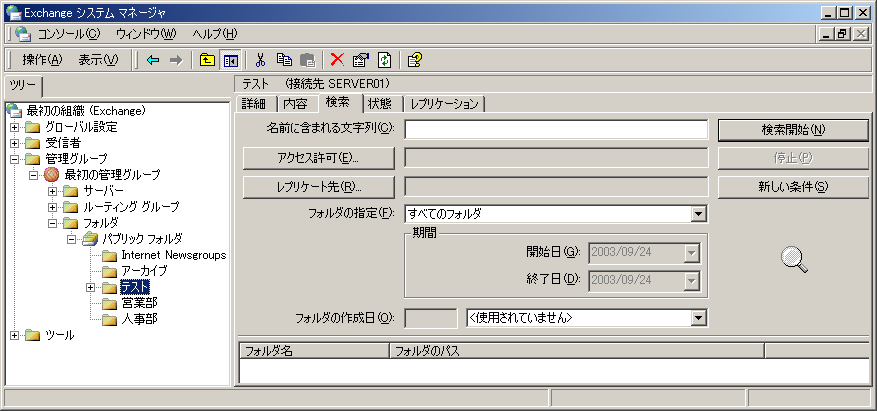 Exchange システム マネージャ
コンソール(C) ウィンドウ(W) ヘルプ(H)
操作(A) 表示(V)
ツリー
テスト (接続先 SERVER01)
最初の組織 (Exchange)
グローバル設定
受信者
管理グループ
最初の管理グループ
サーバー
ルーティング グループ
フォルダ
パブリック フォルダ
Internet Newsgroups
アーカイブ
テスト
営業部
人事部
ツール
詳細 内容 検索 状態 レプリケーション
名前に含まれる文字列(C):
検索開始(N)
アクセス許可(E)...
停止(P)
レプリケート先(R)...
新しい条件(S)
フォルダの指定(F): すべてのフォルダ
期間
開始日(G): 2003/09/24
終了日(D): 2003/09/24
フォルダの作成日(O): <使用されていません>
フォルダ名 フォルダのパス